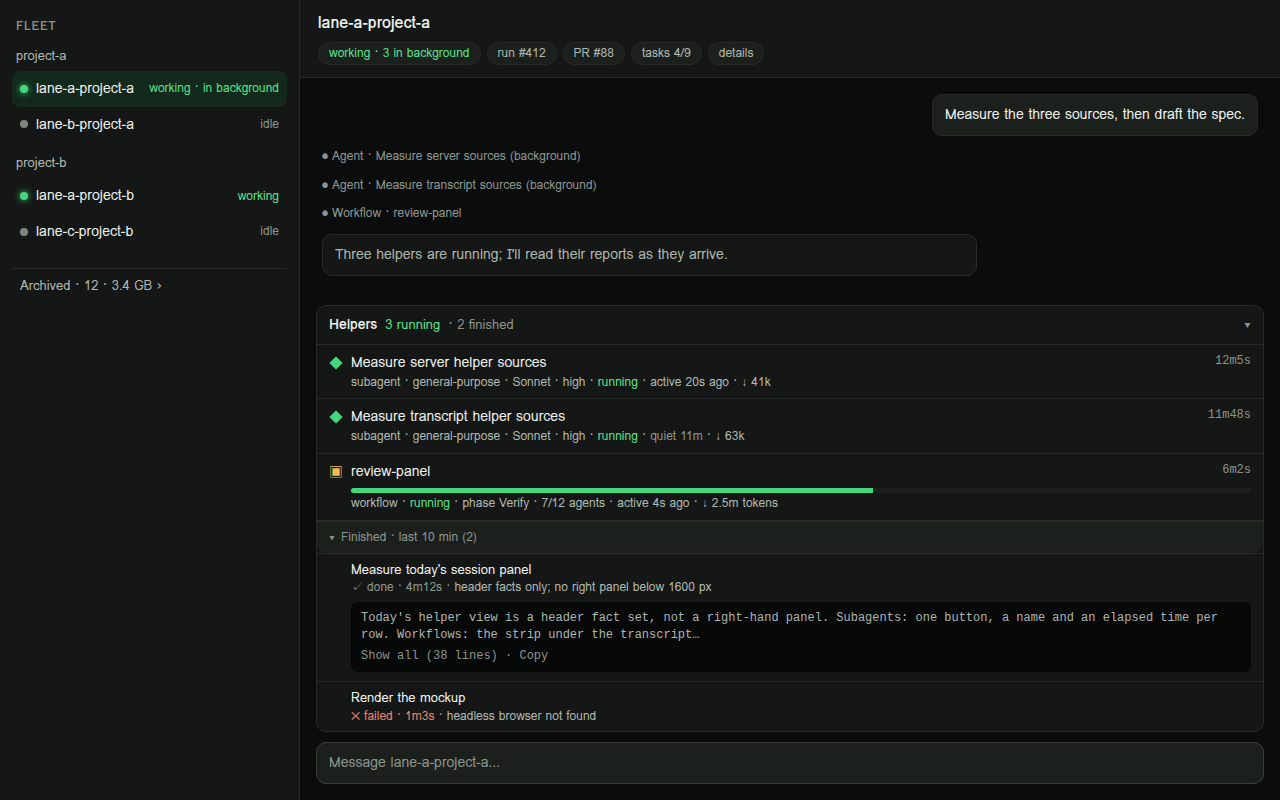 FLEET
project-a
lane-a-project-a working · in background
lane-b-project-a idle
project-b
lane-a-project-b working
lane-c-project-b idle
Archived · 12 · 3.4 GB ›
lane-a-project-a
working · 3 in background run #412 PR #88 tasks 4/9 details
Measure the three sources, then draft the spec.
● Agent · Measure server sources (background)
● Agent · Measure transcript sources (background)
● Workflow · review-panel
Three helpers are running; I'll read their reports as they arrive.
Helpers 3 running · 2 finished ▾
◆ Measure server helper sources 12m5s
subagent · general-purpose · Sonnet · high · running · active 20s ago · ↓ 41k
◆ Measure transcript helper sources 11m48s
subagent · general-purpose · Sonnet · high · running · quiet 11m · ↓ 63k
▣ review-panel 6m2s
workflow · running · phase Verify · 7/12 agents · active 4s ago · ↓ 2.5m tokens
▾ Finished · last 10 min (2)
Measure today's session panel
✓ done · 4m12s · header facts only; no right panel below 1600 px
Today's helper view is a header fact set, not a right-hand panel. Subagents: one button, a name and an elapsed time per
row. Workflows: the strip under the transcript…
Show all (38 lines) · Copy
Render the mockup
✕ failed · 1m3s · headless browser not found
Message lane-a-project-a...